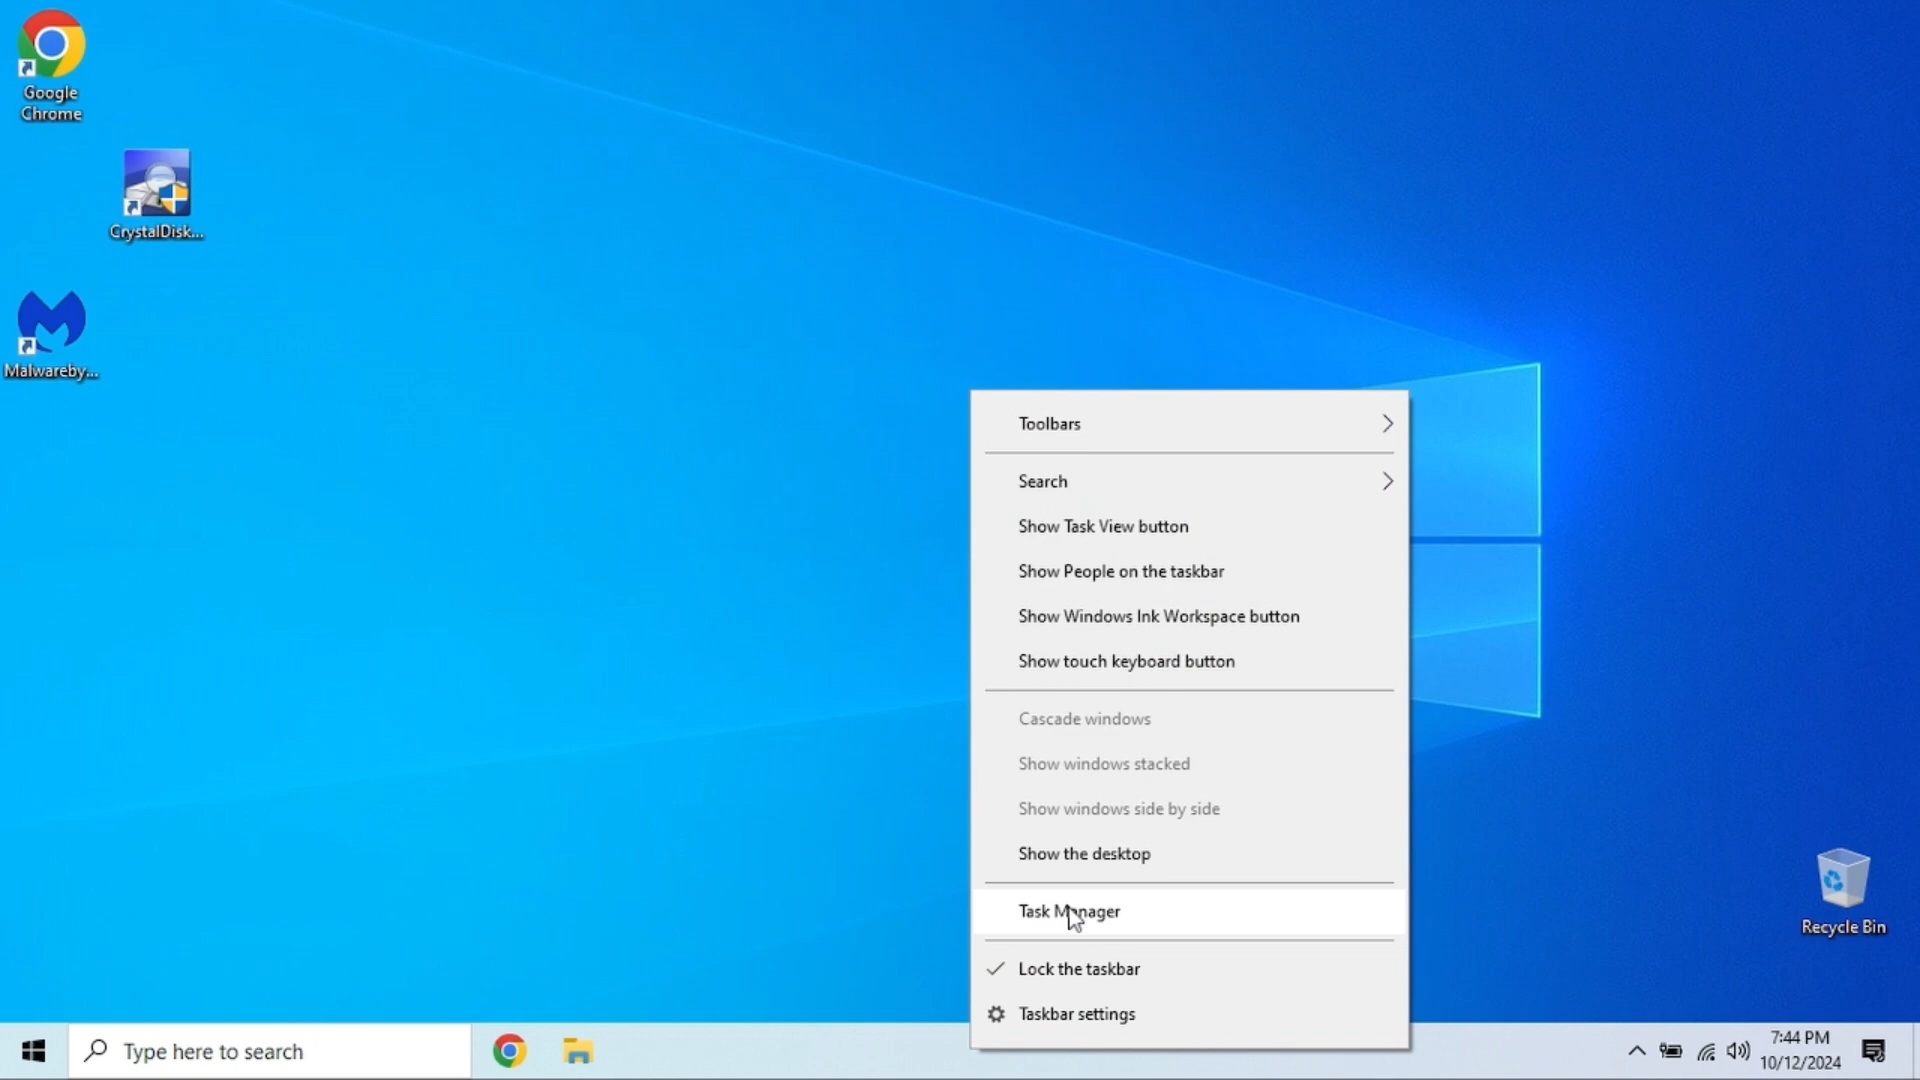 Google
Chrome
CrystalDisk...
Malwareby...
Toolbars
Search
Show Task View button
Show People on the taskbar
Show Windows Ink Workspace button
Show touch keyboard button
Cascade windows
Show windows stacked
Show windows side by side
Show the desktop
Task Manager
Lock the taskbar
Taskbar settings
Recycle Bin
Type here to search
7:44 PM
10/12/2024